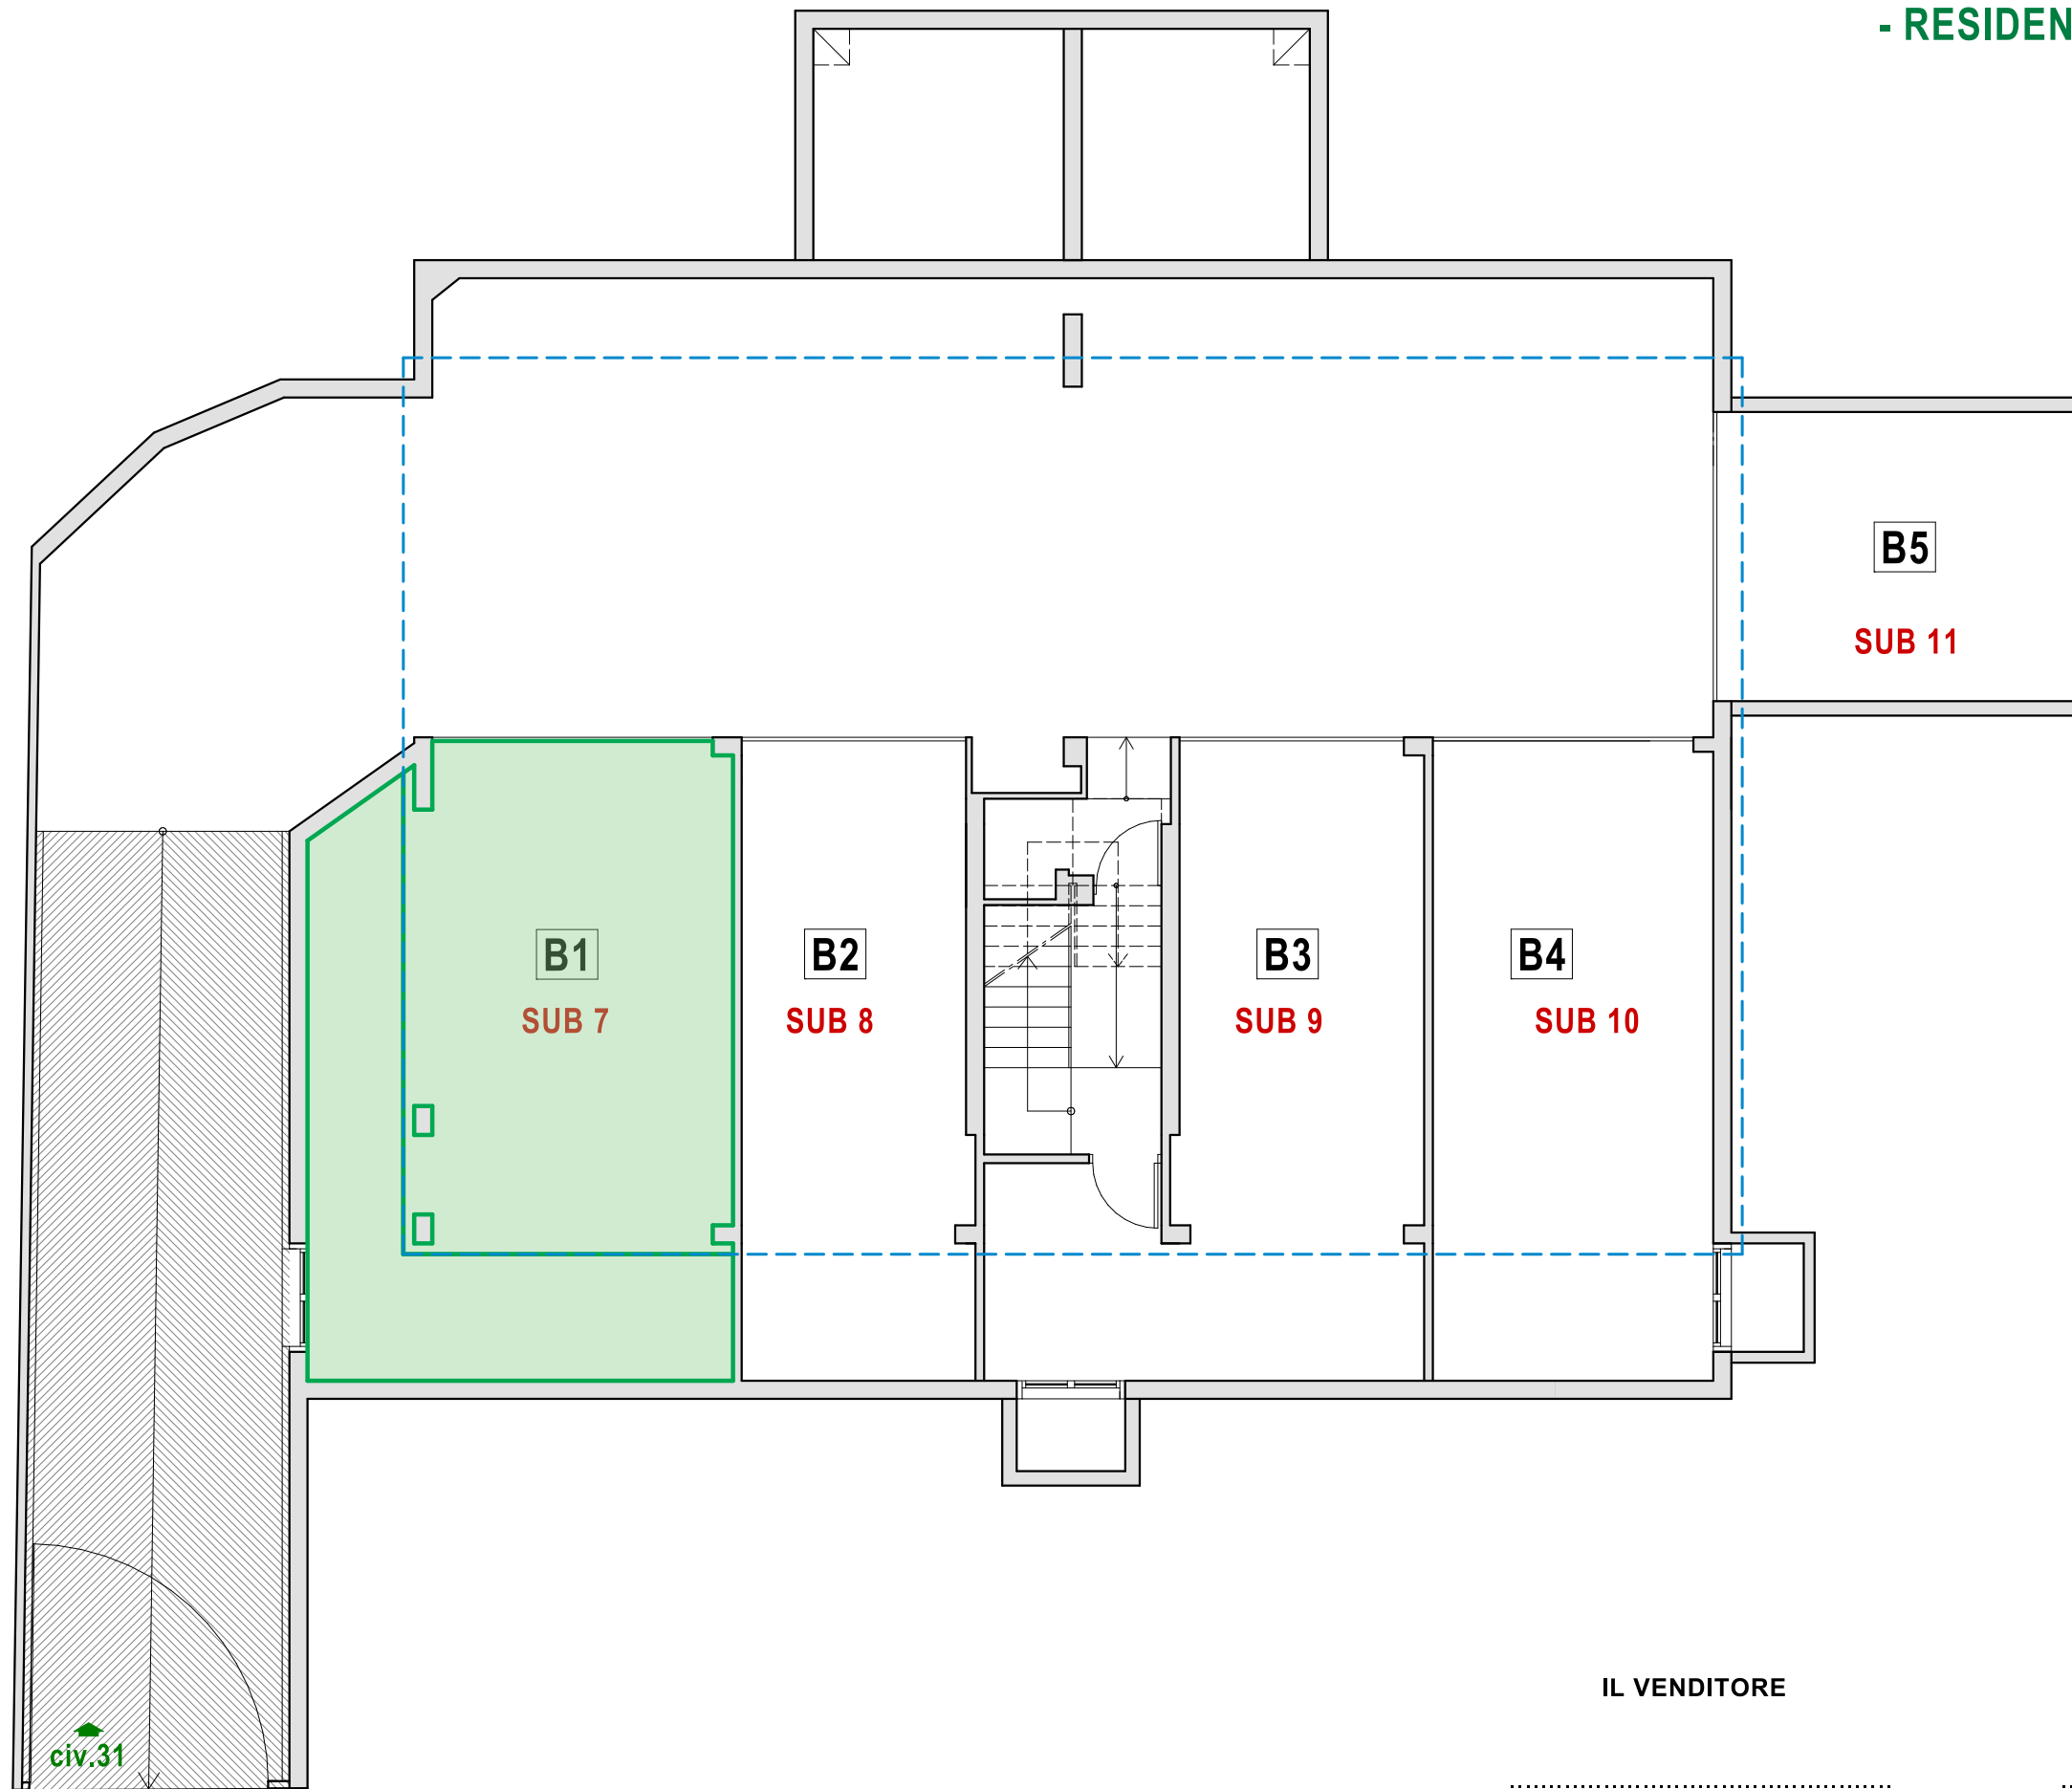 - RESIDEN
B5
SUB 11
B1
SUB 7
B2
SUB 8
B3
SUB 9
B4
SUB 10
IL VENDITORE
civ.31